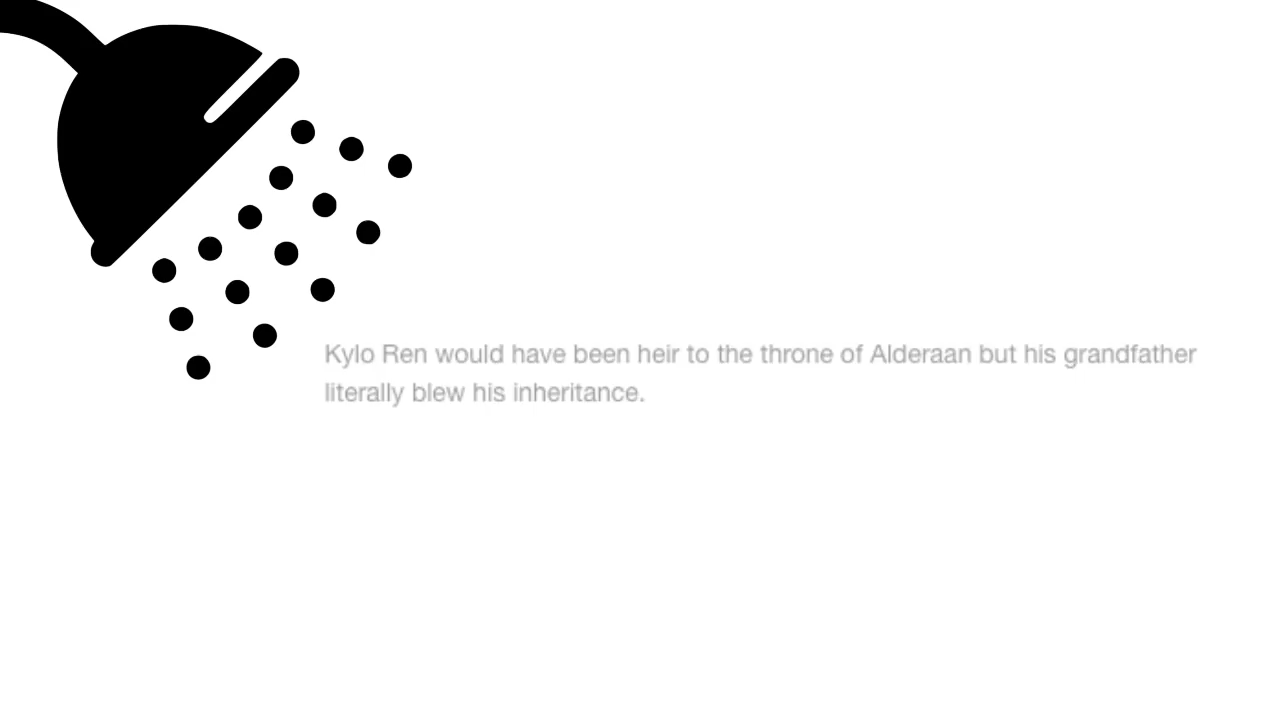 Kylo Ren would have been heir to the throne of Alderaan but his grandfather
literally blew his inheritance.